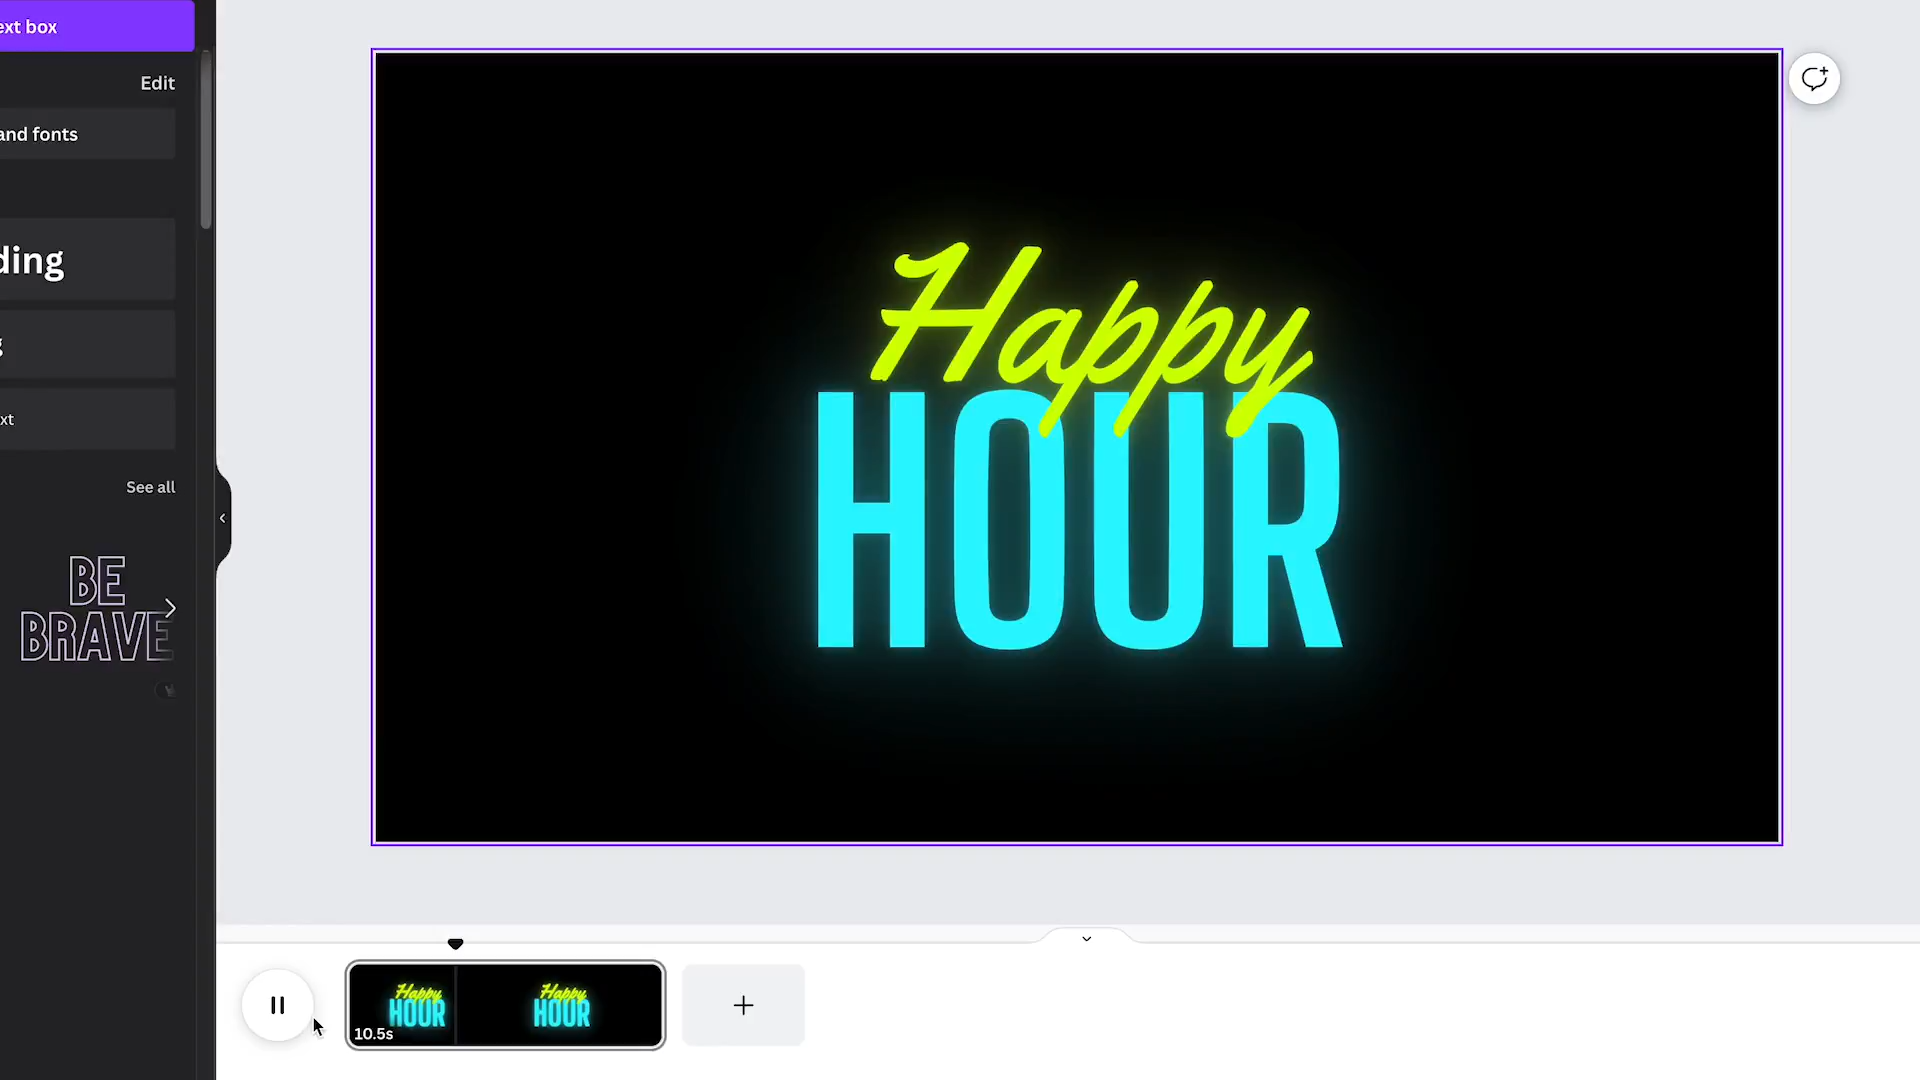 ext box
Edit
and fonts
ding
g
xt
See all
BE
BRAVE
Happy
HOUR
Happy
HOUR
10.5s
Happy
HOUR